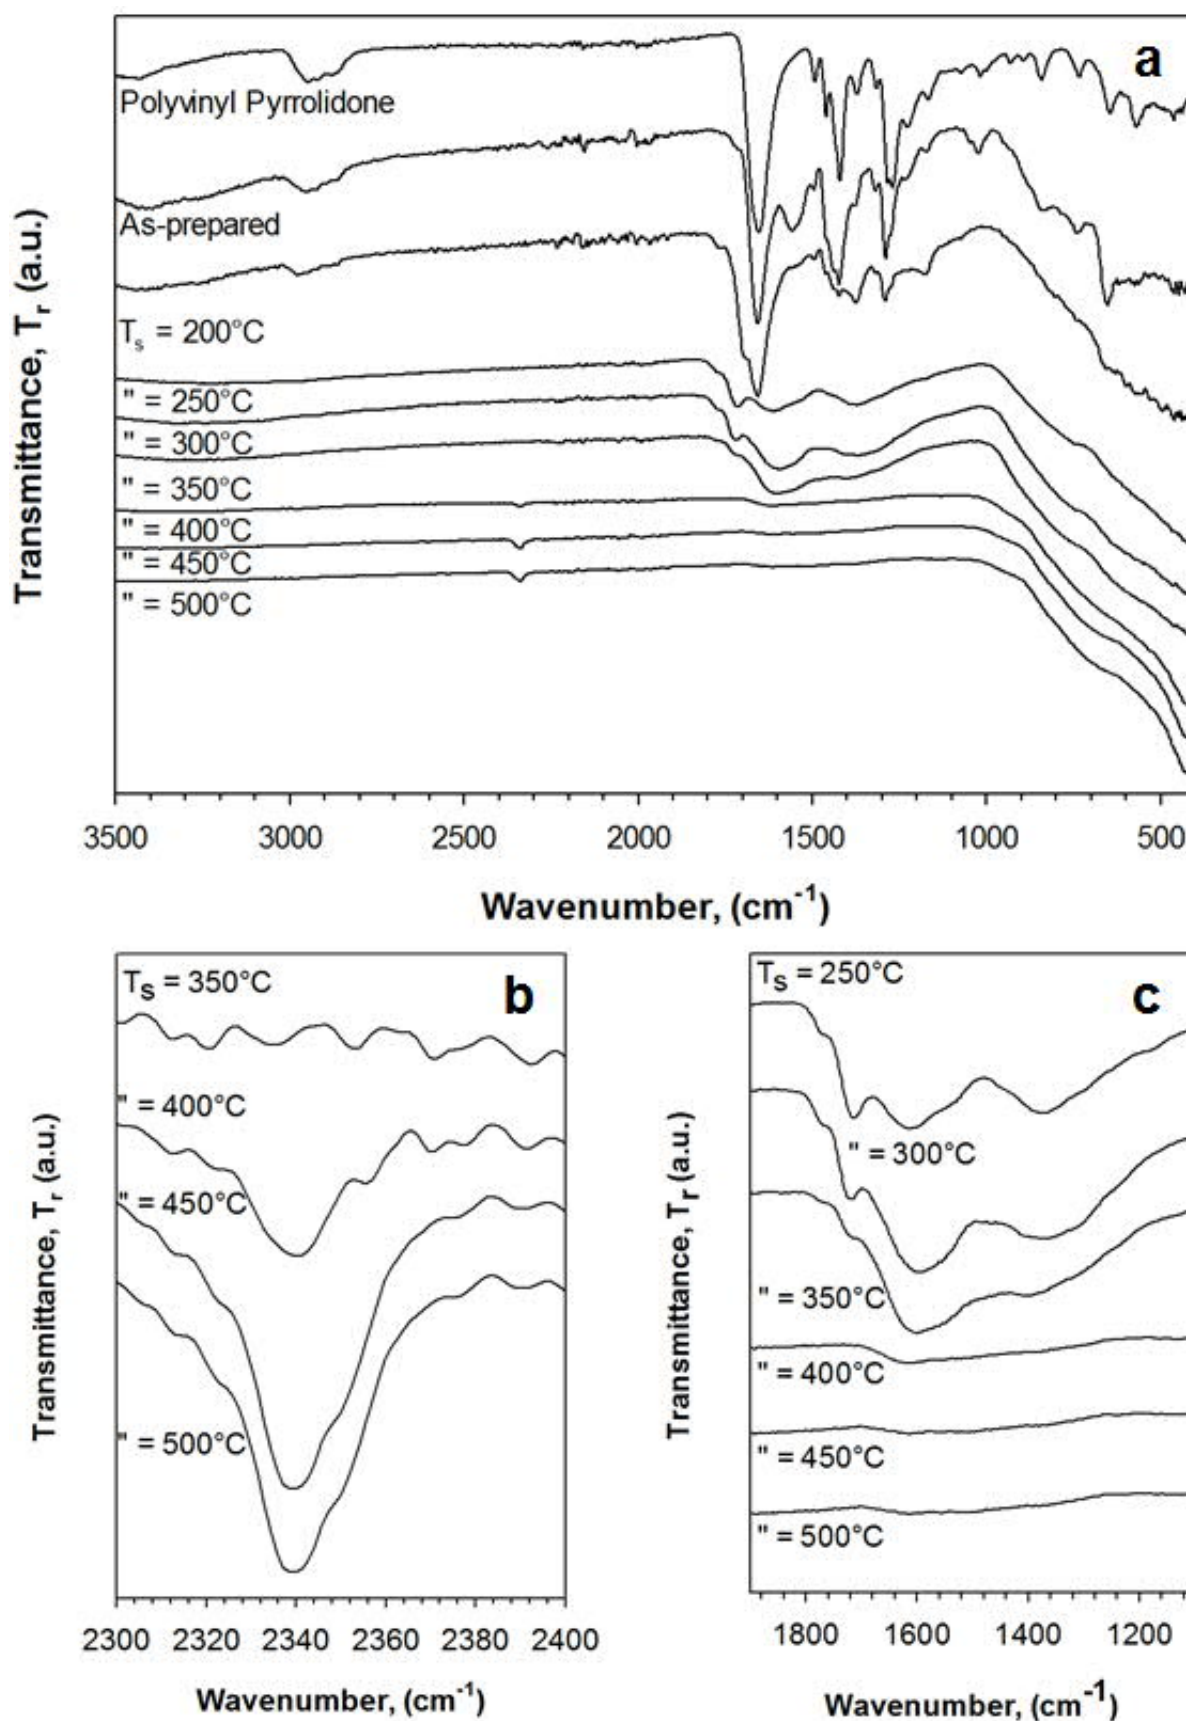 a
Polyvinyl Pyrrolidone
As-prepared
Ts = 200°C
" = 250°C
" = 300°C
" = 350°C
" = 400°C
" = 450°C
" = 500°C
Transmittance, Tr (a.u.)
3500 3000 2500 2000 1500 1000 500
Wavenumber, (cm-1)
b
TS = 350°C
" = 400°C
" = 450°C
" = 500°C
Transmittance, Tr (a.u.)
2300 2320 2340 2360 2380 2400
Wavenumber, (cm-1)
c
TS = 250°C
" = 300°C
" = 350°C
" = 400°C
" = 450°C
" = 500°C
Transmittance, Tr (a.u.)
1800 1600 1400 1200
Wavenumber, (cm-1)